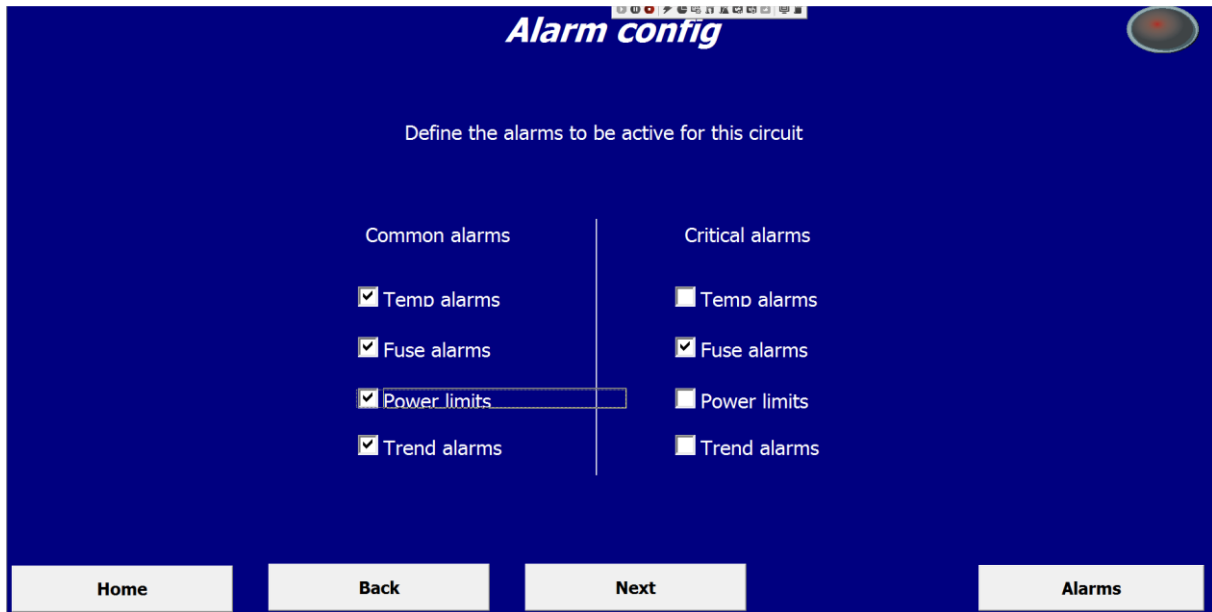 Alarm config
Define the alarms to be active for this circuit
Common alarms
Temp alarms
Fuse alarms
Power limits
Trend alarms
Critical alarms
Temp alarms
Fuse alarms
Power limits
Trend alarms
Home
Back
Next
Alarms